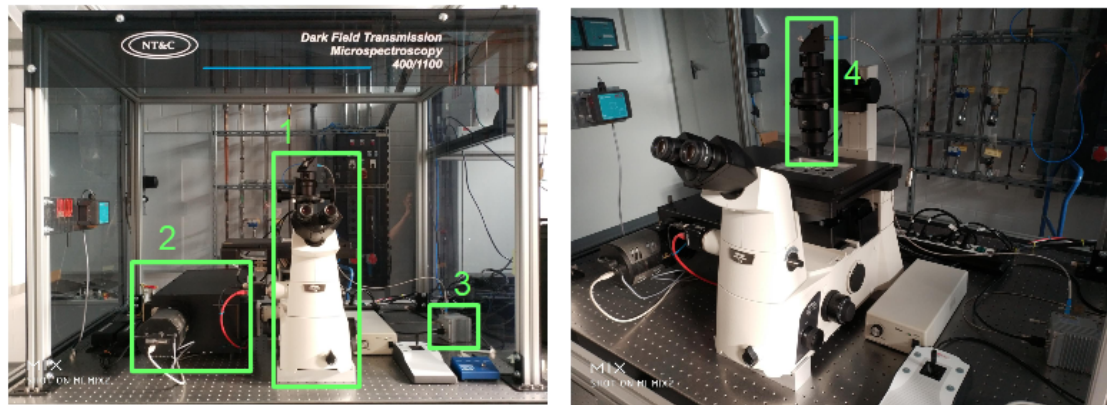 NT&C
Dark Field Transmission
Microspectroscopy
400/1100
1
2
3
4
MIX
SHOT ON MI MIX2
MIX
SHOT ON MI MIX2